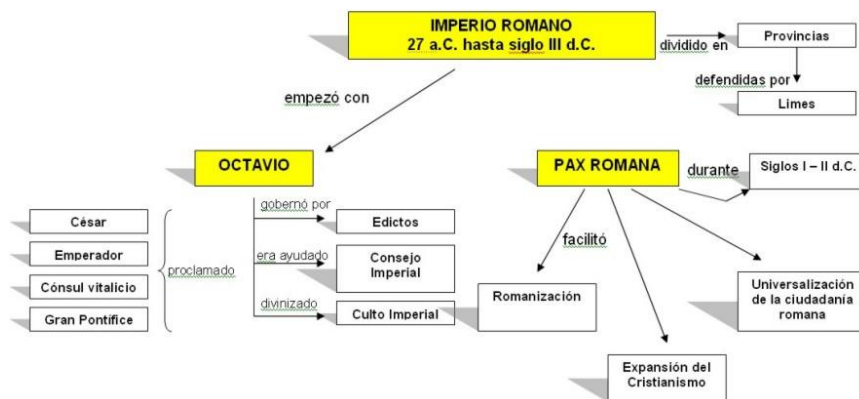 IMPERIO ROMANO
27 a.C. hasta siglo III d.C.
dividido en
Provincias
defendidas por
Limes
empezó con
OCTAVIO
PAX ROMANA
durante
Siglos I – II d.C.
César
Emperador
Cónsul vitalicio
Gran Pontífice
proclamado
gobernó por
Edictos
era ayudado
Consejo
Imperial
divinizado
Culto Imperial
facilitó
Romanización
Expansión del
Cristianismo
Universalización
de la ciudadanía
romana